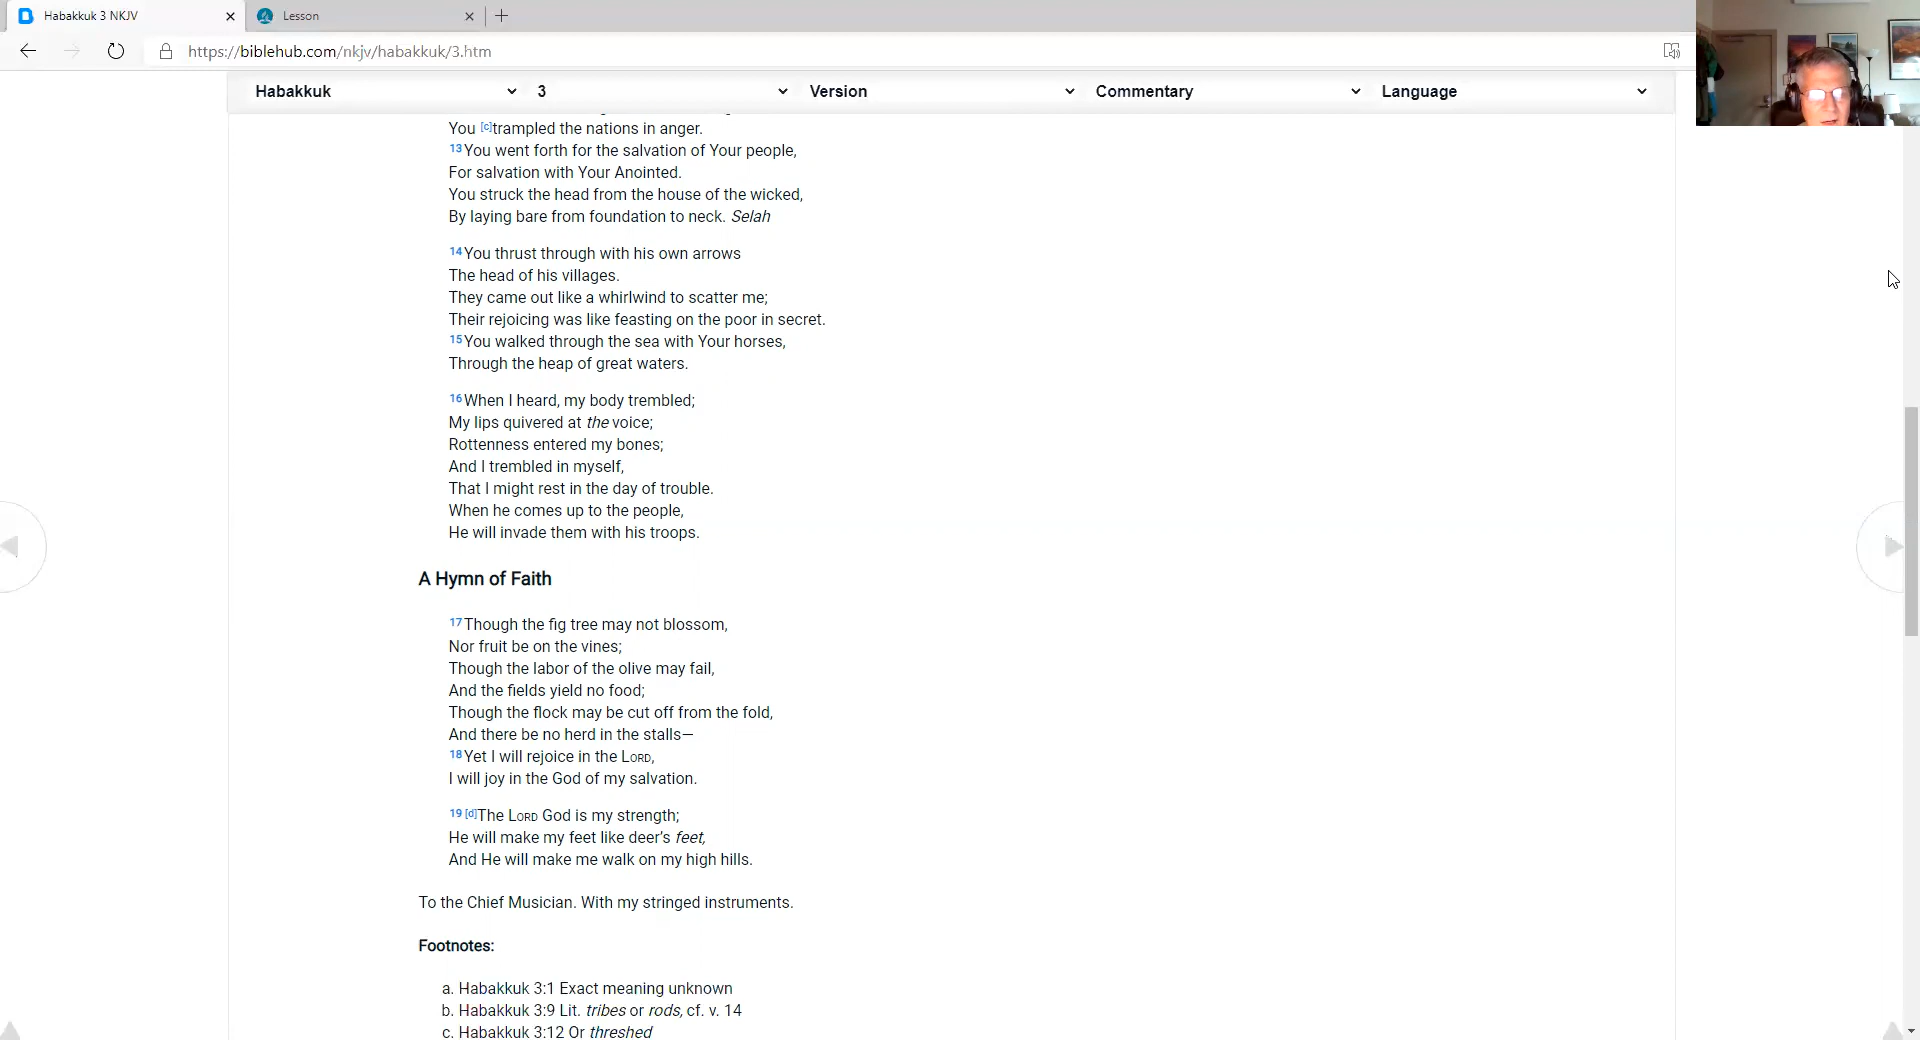 Habakkuk 3 NKJV
Lesson
https://biblehub.com/nkjv/habakkuk/3.htm
Habakkuk 3 Version Commentary Language
You [c]trampled the nations in anger.
13 You went forth for the salvation of Your people,
For salvation with Your Anointed.
You struck the head from the house of the wicked,
By laying bare from foundation to neck. Selah
14 You thrust through with his own arrows
The head of his villages.
They came out like a whirlwind to scatter me;
Their rejoicing was like feasting on the poor in secret.
15 You walked through the sea with Your horses,
Through the heap of great waters.
16 When I heard, my body trembled;
My lips quivered at the voice;
Rottenness entered my bones;
And I trembled in myself,
That I might rest in the day of trouble.
When he comes up to the people,
He will invade them with his troops.
A Hymn of Faith
17 Though the fig tree may not blossom,
Nor fruit be on the vines;
Though the labor of the olive may fail,
And the fields yield no food;
Though the flock may be cut off from the fold,
And there be no herd in the stalls—
18 Yet I will rejoice in the LORD,
I will joy in the God of my salvation.
19 [d]The LORD God is my strength;
He will make my feet like deer's feet,
And He will make me walk on my high hills.
To the Chief Musician. With my stringed instruments.
Footnotes:
a. Habakkuk 3:1 Exact meaning unknown
b. Habakkuk 3:9 Lit. tribes or rods, cf. v. 14
c. Habakkuk 3:12 Or threshed